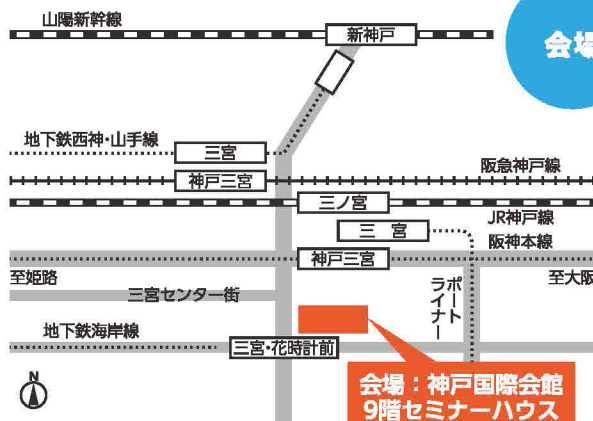 山陽新幹線
新神戸
会場
地下鉄西神・山手線
三宮
阪急神戸線
神戸三宮
三ノ宮
JR神戸線
三 宮
阪神本線
神戸三宮
至姫路
至大阪
三宮センター街
ポート
ライナー
地下鉄海岸線
三宮・花時計前
N
会場：神戸国際会館
9階セミナーハウス